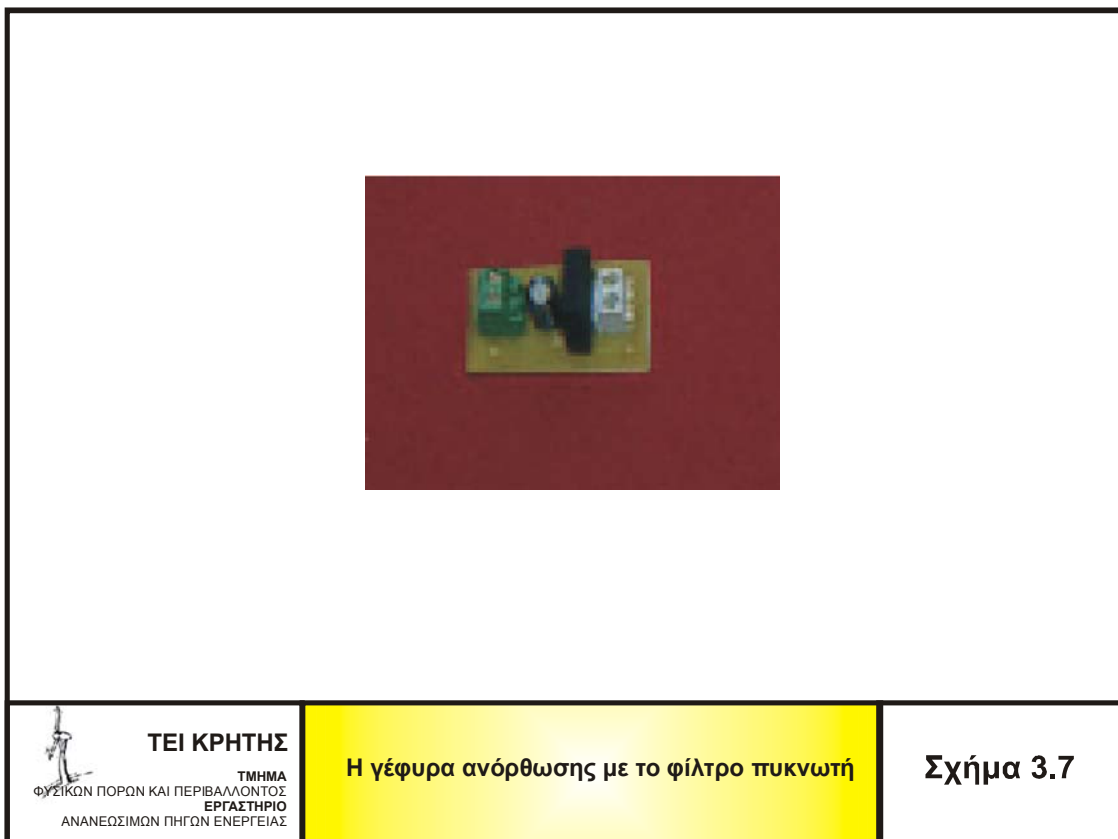 ΤΕΙ ΚΡΗΤΗΣ
ΤΜΗΜΑ
ΦΥΣΙΚΩΝ ΠΟΡΩΝ ΚΑΙ ΠΕΡΙΒΑΛΛΟΝΤΟΣ
ΕΡΓΑΣΤΗΡΙΟ
ΑΝΑΝΕΩΣΙΜΩΝ ΠΗΓΩΝ ΕΝΕΡΓΕΙΑΣ
Η γέφυρα ανόρθωσης με το φίλτρο πυκνωτή
Σχήμα 3.7